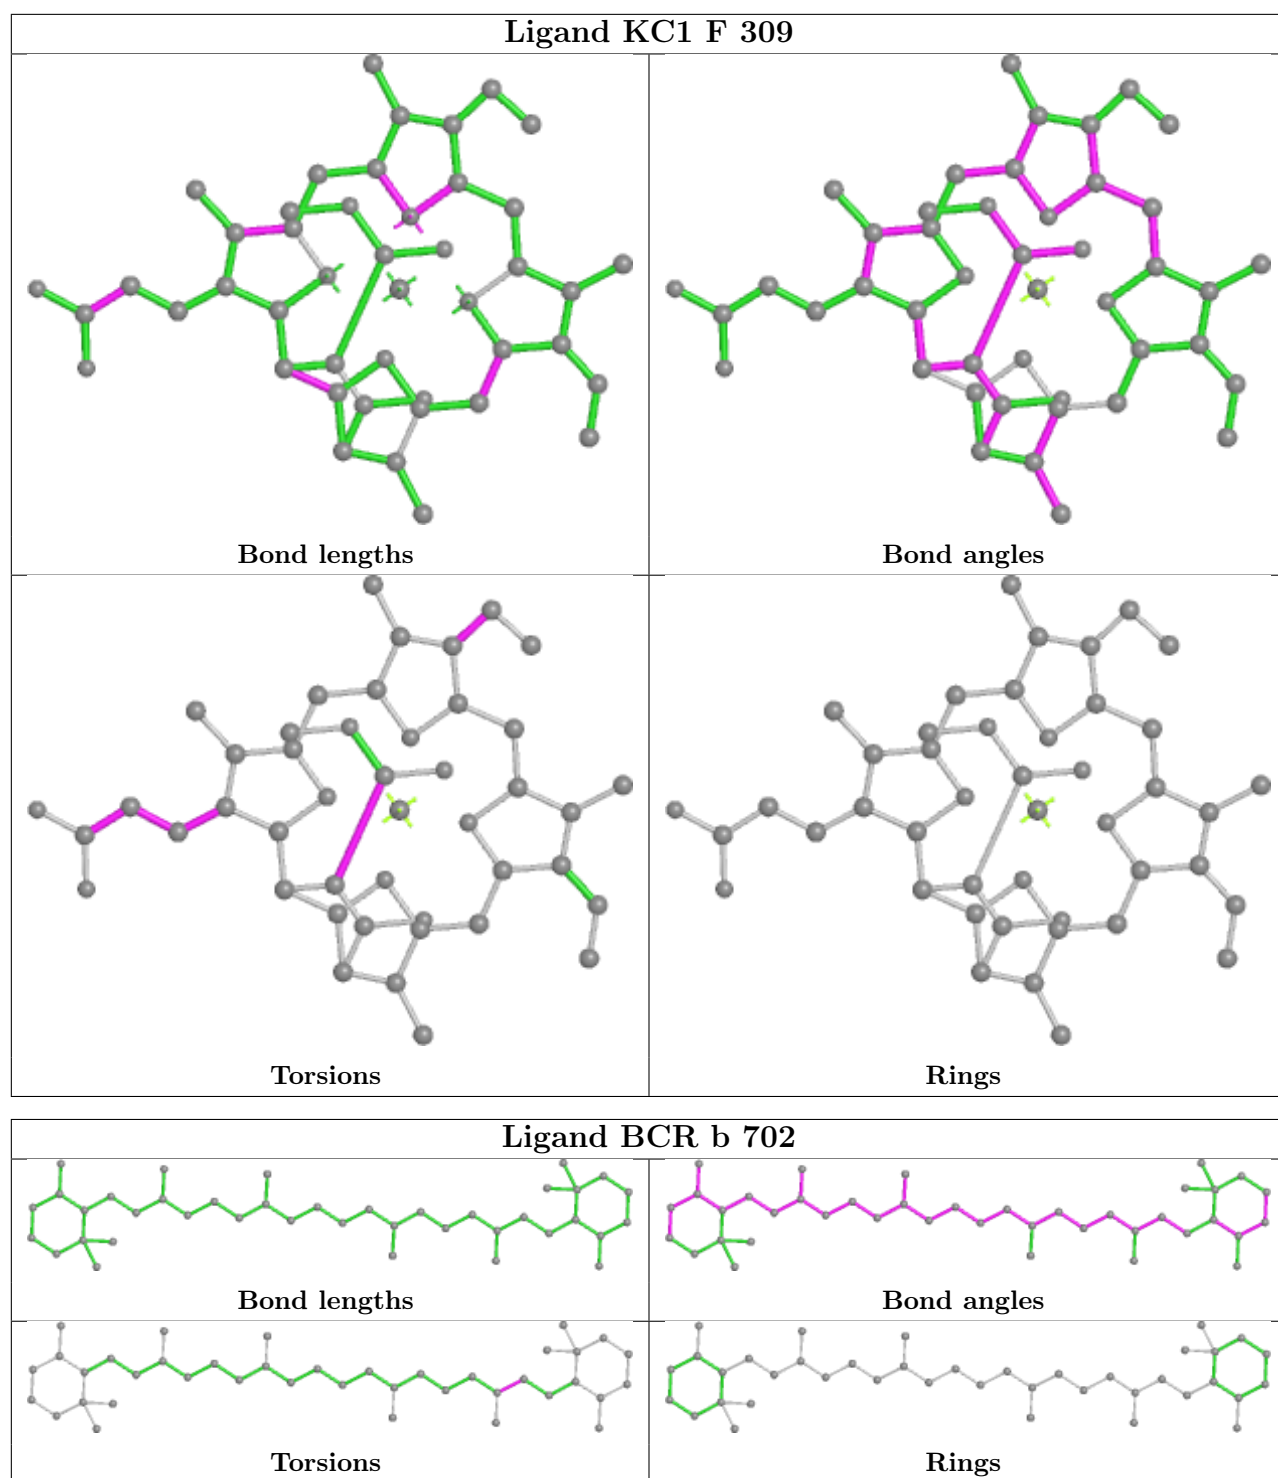 Ligand KC1 F 309
Bond lengths
Bond angles
Torsions
Rings
Ligand BCR b 702
Bond lengths
Bond angles
Torsions
Rings